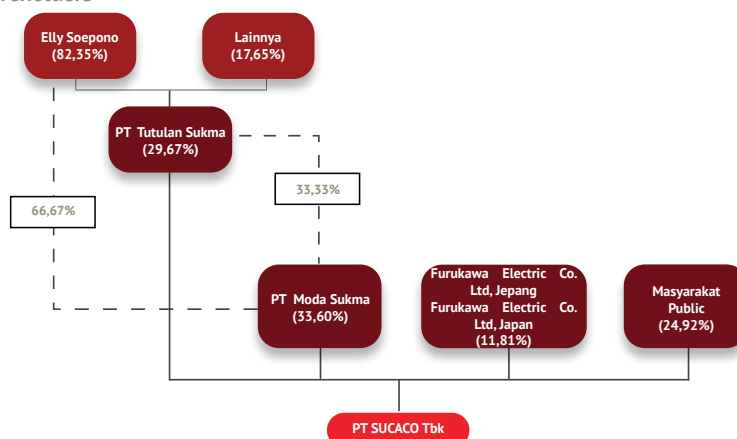 Elly Soepono
(82,35%)
Lainnya
(17,65%)
PT Tutulan Sukma
(29,67%)
33,33%
66,67%
PT Moda Sukma
(33,60%)
Furukawa Electric Co.
Ltd, Jepang
Furukawa Electric Co.
Ltd, Japan
(11,81%)
Masyarakat
Public
(24,92%)
PT SUCACO Tbk